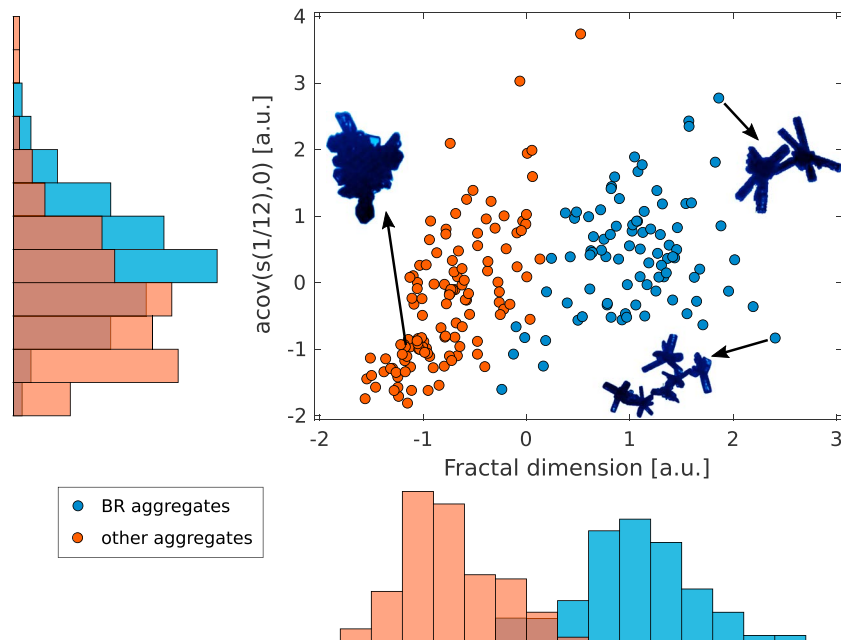 4
3
2
1
0
-1
-2
acov(s(1/12),0) [a.u.]
-2 -1 0 1 2 3
Fractal dimension [a.u.]
BR aggregates
other aggregates